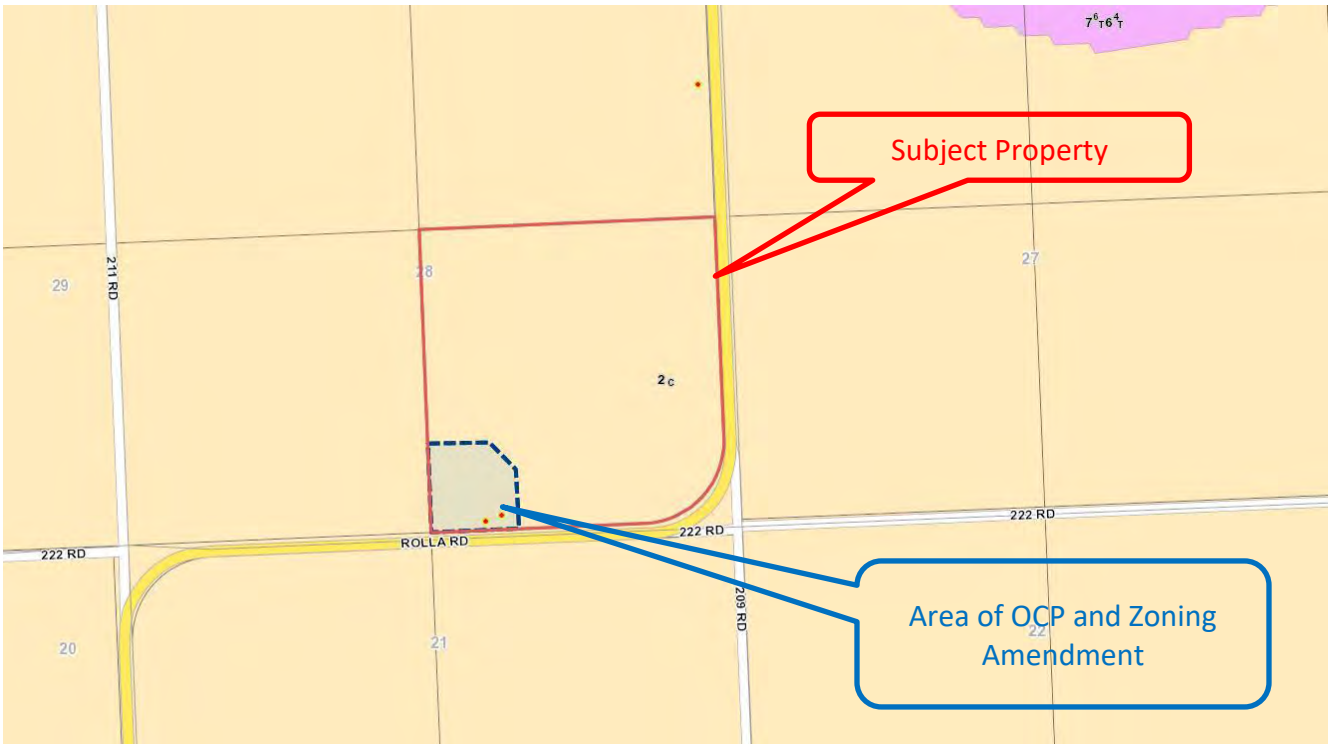 7⁶T6⁴T
Subject Property
29
211 RD
28
27
2 C
222 RD
ROLLA RD
222 RD
222 RD
20
21
209 RD
22
Area of OCP and Zoning
Amendment